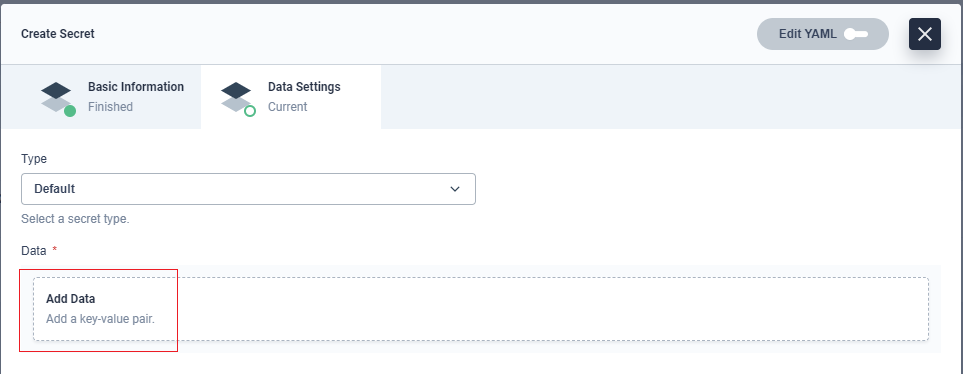 Create Secret
Edit YAML
Basic Information
Finished
Data Settings
Current
Type
Default
Select a secret type.
Data *
Add Data
Add a key-value pair.